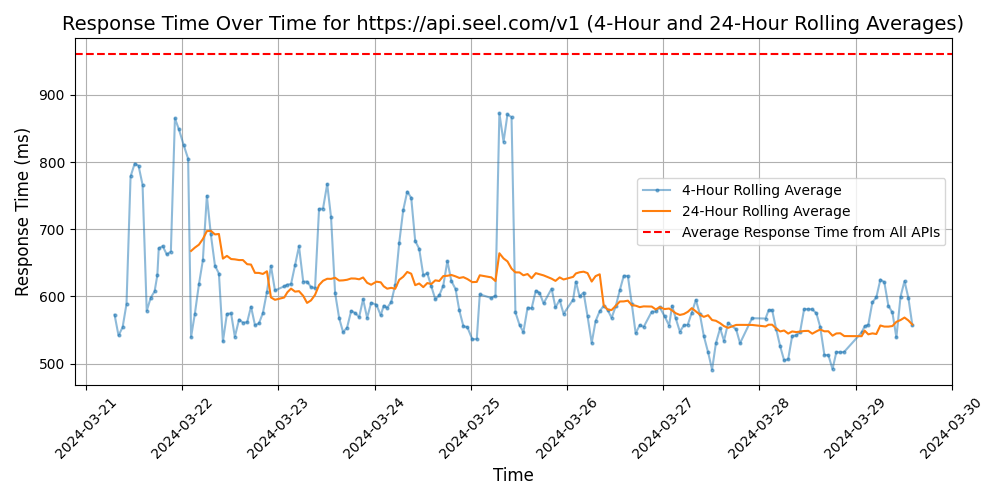 Response Time Over Time for https://api.seel.com/v1 (4-Hour and 24-Hour Rolling Averages)
Response Time (ms)
900
800
700
600
500
4-Hour Rolling Average
24-Hour Rolling Average
Average Response Time from All APIs
2024-03-21
2024-03-22
2024-03-23
2024-03-24
2024-03-25
2024-03-26
2024-03-27
2024-03-28
2024-03-29
2024-03-30
Time